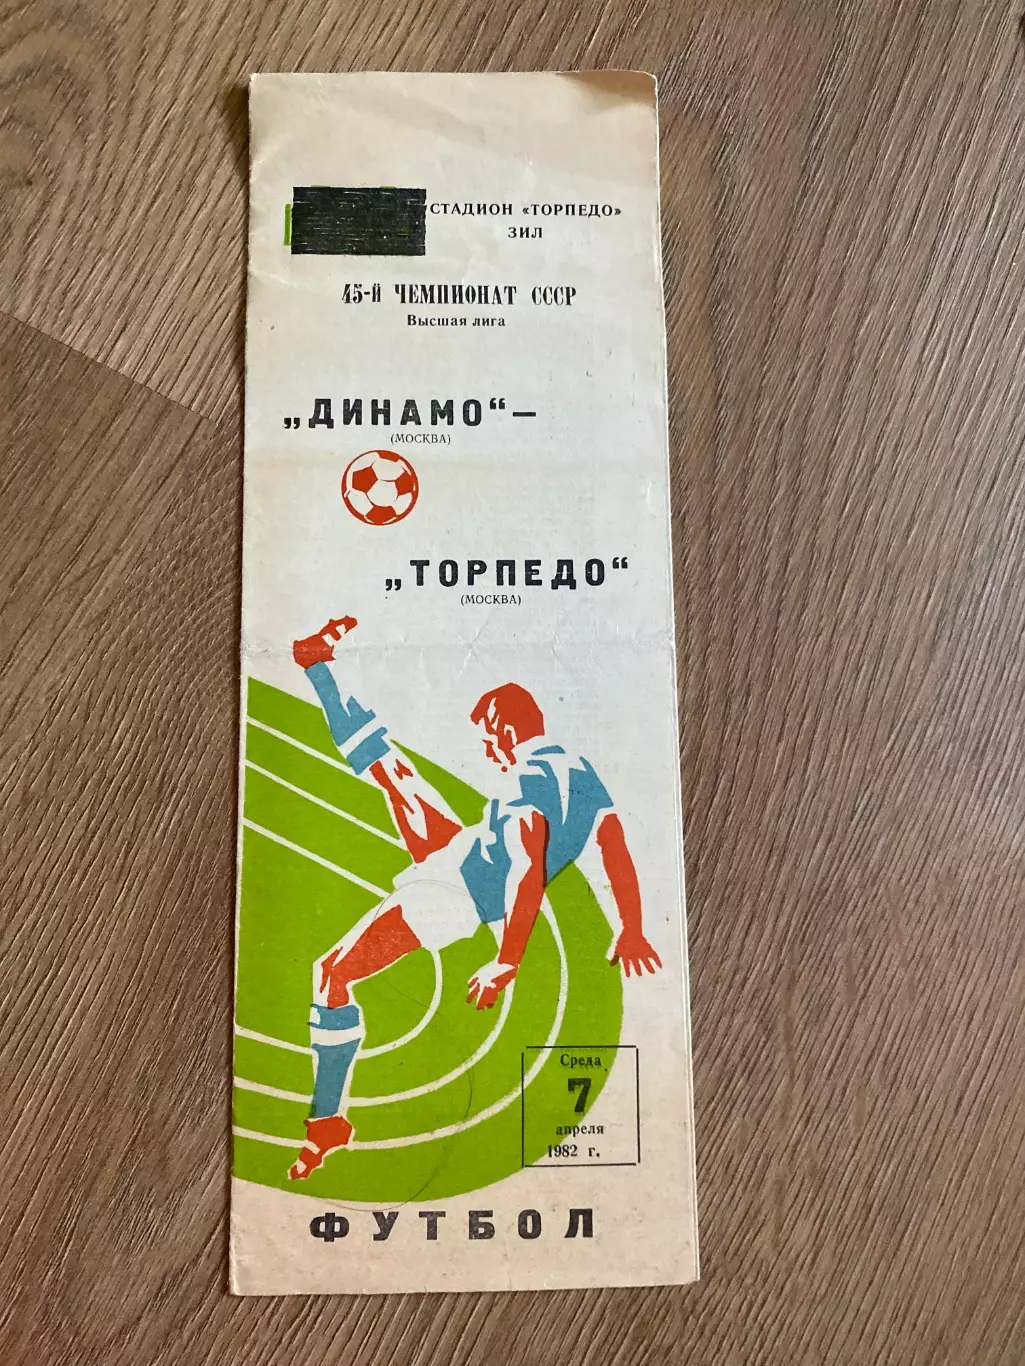 СТАДИОН «ТОРПЕДО»
ЗИЛ
45-й ЧЕМПИОНАТ СССР
Высшая лига
„ДИНАМО“ —
(МОСКВА)
„ТОРПЕДО“
(МОСКВА)
Среда
7
апреля
1982 г.
ФУТБОЛ